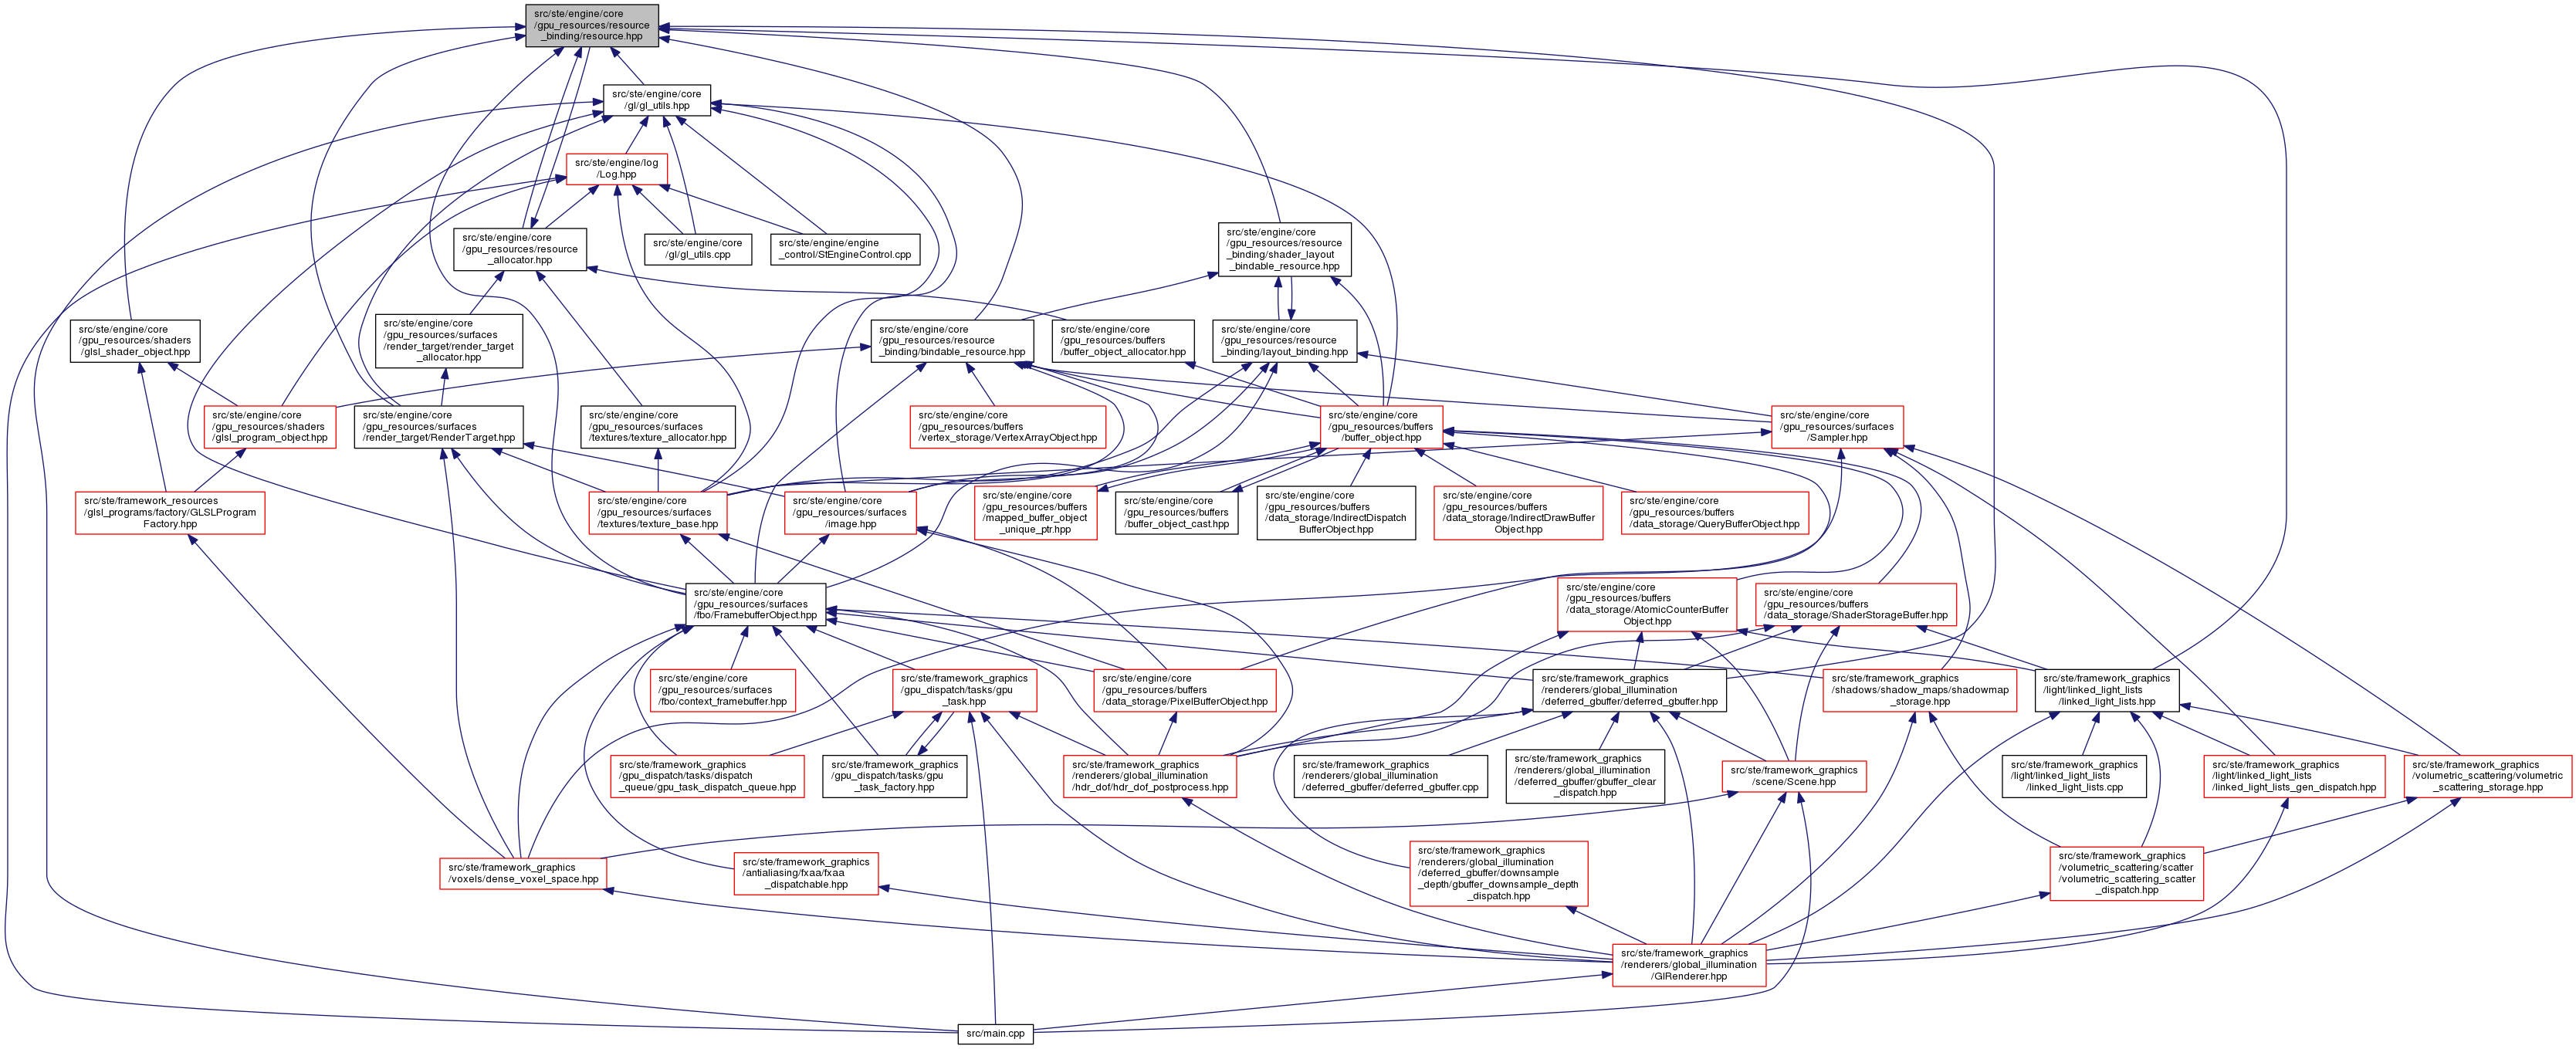 src/ste/engine/core
/gpu_resources/resource
_binding/resource.hpp
src/ste/engine/core
/gl/gl_utils.hpp
src/ste/engine/log
/Log.hpp
src/ste/engine/core
/gpu_resources/resource
_allocator.hpp
src/ste/engine/core
/gl/gl_utils.cpp
src/ste/engine/engine
_control/StEngineControl.cpp
src/ste/engine/core
/gpu_resources/resource
_binding/shader_layout
_bindable_resource.hpp
src/ste/engine/core
/gpu_resources/shaders
/glsl_shader_object.hpp
src/ste/engine/core
/gpu_resources/surfaces
/render_target/render_target
_allocator.hpp
src/ste/engine/core
/gpu_resources/resource
_binding/bindable_resource.hpp
src/ste/engine/core
/gpu_resources/buffers
/buffer_object_allocator.hpp
src/ste/engine/core
/gpu_resources/resource
_binding/layout_binding.hpp
src/ste/engine/core
/gpu_resources/shaders
/glsl_program_object.hpp
src/ste/engine/core
/gpu_resources/surfaces
/render_target/RenderTarget.hpp
src/ste/engine/core
/gpu_resources/surfaces
/textures/texture_allocator.hpp
src/ste/engine/core
/gpu_resources/buffers
/vertex_storage/VertexArrayObject.hpp
src/ste/engine/core
/gpu_resources/buffers
/buffer_object.hpp
src/ste/engine/core
/gpu_resources/surfaces
/Sampler.hpp
src/ste/framework_resources
/glsl_programs/factory/GLSLProgram
Factory.hpp
src/ste/engine/core
/gpu_resources/surfaces
/textures/texture_base.hpp
src/ste/engine/core
/gpu_resources/surfaces
/image.hpp
src/ste/engine/core
/gpu_resources/buffers
/mapped_buffer_object
_unique_ptr.hpp
src/ste/engine/core
/gpu_resources/buffers
/buffer_object_cast.hpp
src/ste/engine/core
/gpu_resources/buffers
/data_storage/IndirectDispatch
BufferObject.hpp
src/ste/engine/core
/gpu_resources/buffers
/data_storage/IndirectDrawBuffer
Object.hpp
src/ste/engine/core
/gpu_resources/buffers
/data_storage/QueryBufferObject.hpp
src/ste/engine/core
/gpu_resources/surfaces
/fbo/FramebufferObject.hpp
src/ste/engine/core
/gpu_resources/buffers
/data_storage/AtomicCounterBuffer
Object.hpp
src/ste/engine/core
/gpu_resources/buffers
/data_storage/ShaderStorageBuffer.hpp
src/ste/engine/core
/gpu_resources/surfaces
/fbo/context_framebuffer.hpp
src/ste/framework_graphics
/gpu_dispatch/tasks/gpu
_task.hpp
src/ste/engine/core
/gpu_resources/buffers
/data_storage/PixelBufferObject.hpp
src/ste/framework_graphics
/renderers/global_illumination
/deferred_gbuffer/deferred_gbuffer.hpp
src/ste/framework_graphics
/shadows/shadow_maps/shadowmap
_storage.hpp
src/ste/framework_graphics
/light/linked_light_lists
/linked_light_lists.hpp
src/ste/framework_graphics
/gpu_dispatch/tasks/dispatch
_queue/gpu_task_dispatch_queue.hpp
src/ste/framework_graphics
/gpu_dispatch/tasks/gpu
_task_factory.hpp
src/ste/framework_graphics
/renderers/global_illumination
/hdr_dof/hdr_dof_postprocess.hpp
src/ste/framework_graphics
/renderers/global_illumination
/deferred_gbuffer/deferred_gbuffer.cpp
src/ste/framework_graphics
/renderers/global_illumination
/deferred_gbuffer/gbuffer_clear
_dispatch.hpp
src/ste/framework_graphics
/scene/Scene.hpp
src/ste/framework_graphics
/light/linked_light_lists
/linked_light_lists.cpp
src/ste/framework_graphics
/light/linked_light_lists
/linked_light_lists_gen_dispatch.hpp
src/ste/framework_graphics
/volumetric_scattering/volumetric
_scattering_storage.hpp
src/ste/framework_graphics
/voxels/dense_voxel_space.hpp
src/ste/framework_graphics
/antialiasing/fxaa/fxaa
_dispatchable.hpp
src/ste/framework_graphics
/renderers/global_illumination
/deferred_gbuffer/downsample
_depth/gbuffer_downsample_depth
_dispatch.hpp
src/ste/framework_graphics
/volumetric_scattering/scatter
/volumetric_scattering_scatter
_dispatch.hpp
src/ste/framework_graphics
/renderers/global_illumination
/GIRenderer.hpp
src/main.cpp